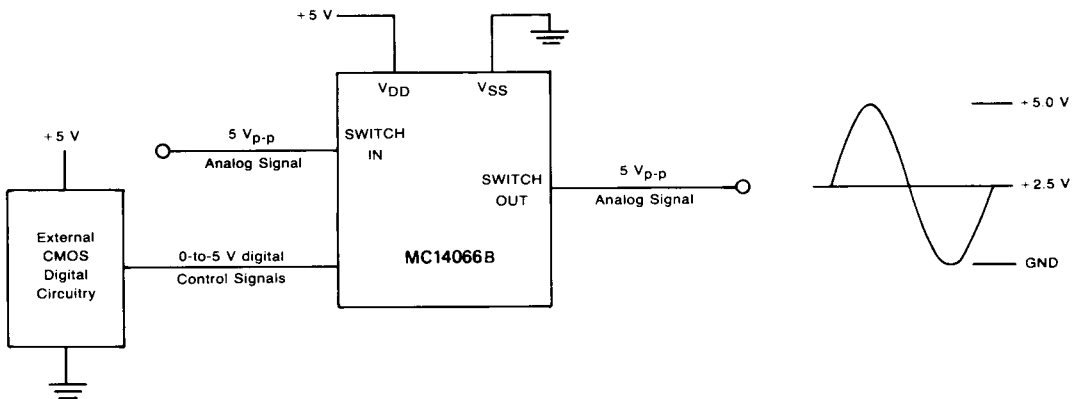 +5 V
VDD
VSS
+5 V
5 Vp-p
Analog Signal
SWITCH
IN
SWITCH
OUT
5 Vp-p
Analog Signal
External
CMOS
Digital
Circuitry
0-to-5 V digital
Control Signals
MC14066B
+5.0 V
+2.5 V
GND